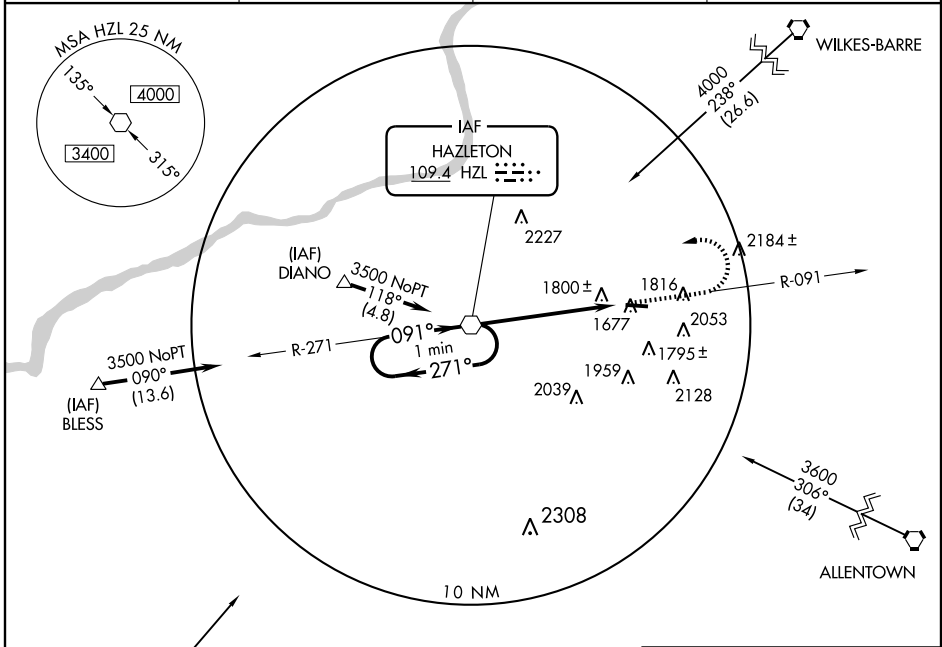 MSA HZL 25 NM
135°
4000
3400
315°
WILKES-BARRE
4000
238°
(26.6)
IAF
HAZLETON
109.4 HZL
2227
2184 ±
(IAF)
DIANO
3500 NoPT
118°
(4.8)
1800 ±
1816
R-091
1677
2053
091°
1 min
271°
R-271
3500 NoPT
090°
(13.6)
(IAF)
BLESS
1795 ±
1959
2039
2128
3600
306°
(34)
2308
ALLENTOWN
10 NM